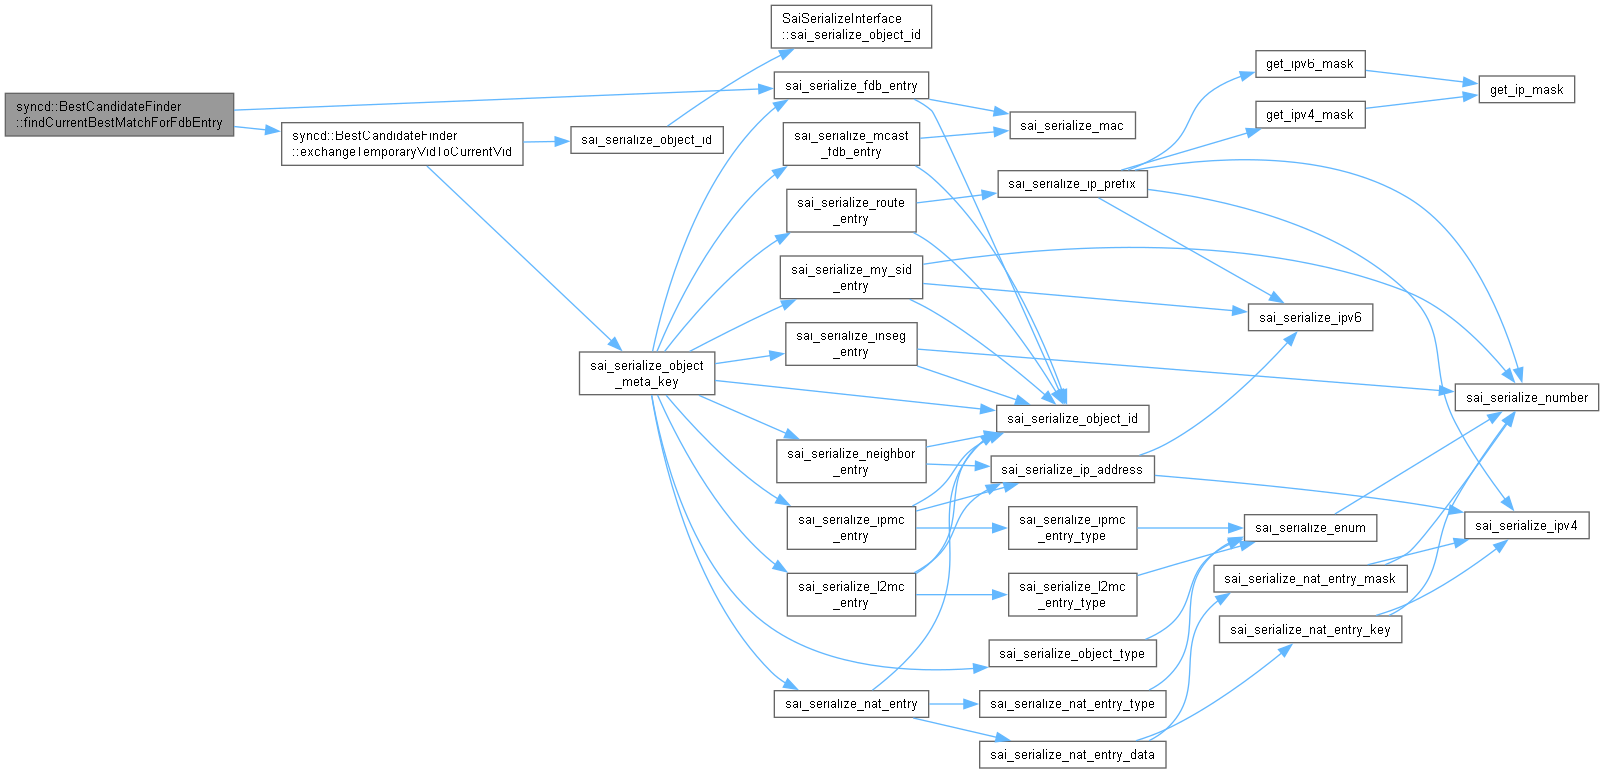 SaiSerializeInterface
::sai_serialize_object_id
syncd::BestCandidateFinder
::findCurrentBestMatchForFdbEntry
syncd::BestCandidateFinder
::exchangeTemporaryVidToCurrentVid
sai_serialize_object_id
sai_serialize_object
_meta_key
sai_serialize_fdb_entry
sai_serialize_mcast
_fdb_entry
sai_serialize_route
_entry
sai_serialize_my_sid
_entry
sai_serialize_inseg
_entry
sai_serialize_neighbor
_entry
sai_serialize_ipmc
_entry
sai_serialize_l2mc
_entry
sai_serialize_nat_entry
sai_serialize_mac
sai_serialize_ip_prefix
sai_serialize_object_id
sai_serialize_ip_address
sai_serialize_ipmc
_entry_type
sai_serialize_l2mc
_entry_type
sai_serialize_object_type
sai_serialize_nat_entry_type
sai_serialize_nat_entry_data
get_ipv6_mask
get_ipv4_mask
sai_serialize_ipv6
sai_serialize_enum
sai_serialize_nat_entry_mask
sai_serialize_nat_entry_key
get_ip_mask
sai_serialize_number
sai_serialize_ipv4